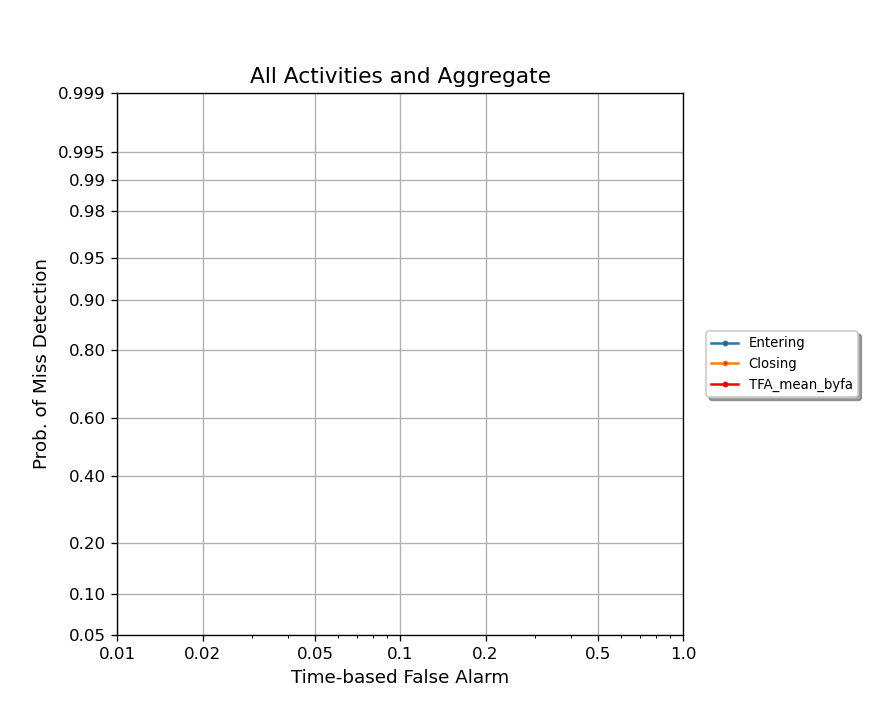 All Activities and Aggregate
0.999
0.995
0.99
0.98
0.95
0.90
0.80
0.60
0.40
0.20
0.10
0.05
Prob. of Miss Detection
0.01 0.02 0.05 0.1 0.2 0.5 1.0
Time-based False Alarm
Entering
Closing
TFA_mean_byfa